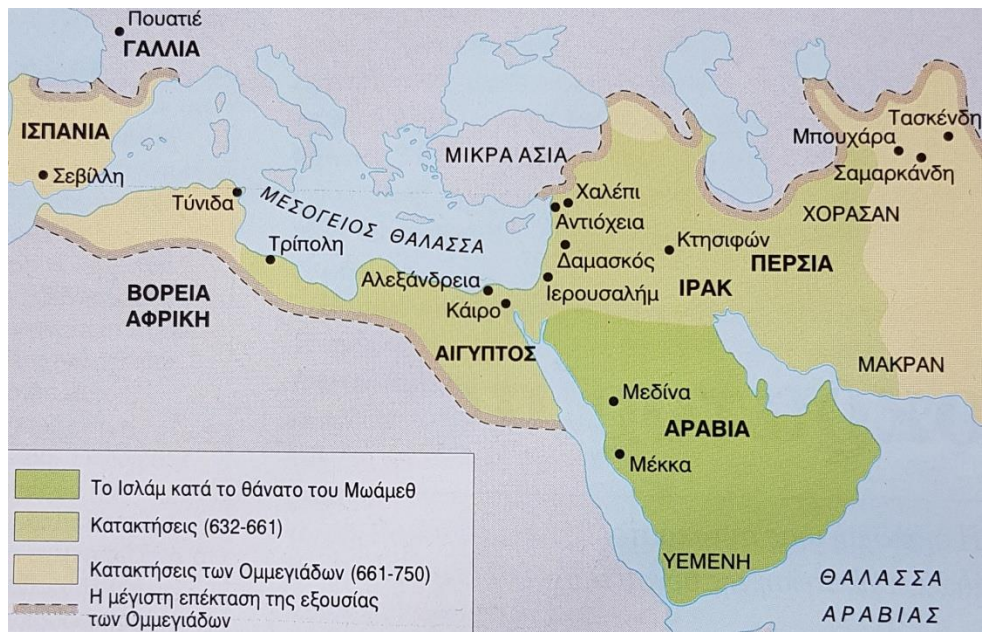 Πουατιέ
ΓΑΛΛΙΑ
ΙΣΠΑΝΙΑ
Σεβίλλη
Τύνιδα
ΜΕΣΟΓΕΙΟΣ ΘΑΛΑΣΣΑ
Τρίπολη
ΒΟΡΕΙΑ
ΑΦΡΙΚΗ
ΜΙΚΡΑ ΑΣΙΑ
Χαλέπι
Αντιόχεια
Δαμασκός
Ιερουσαλήμ
Αλεξάνδρεια
Κάιρο
ΑΙΓΥΠΤΟΣ
Κτησιφών
ΙΡΑΚ
ΠΕΡΣΙΑ
Τασκένδη
Μπουχάρα
Σαμαρκάνδη
ΧΟΡΑΣΑΝ
ΜΑΚΡΑΝ
Μεδίνα
ΑΡΑΒΙΑ
Μέκκα
ΥΕΜΕΝΗ
ΘΑΛΑΣΣΑ
ΑΡΑΒΙΑΣ
Το Ισλάμ κατά το θάνατο του Μωάμεθ
Κατακτήσεις (632-661)
Κατακτήσεις των Ομμεγιάδων (661-750)
Η μέγιστη επέκταση της εξουσίας
των Ομμεγιάδων